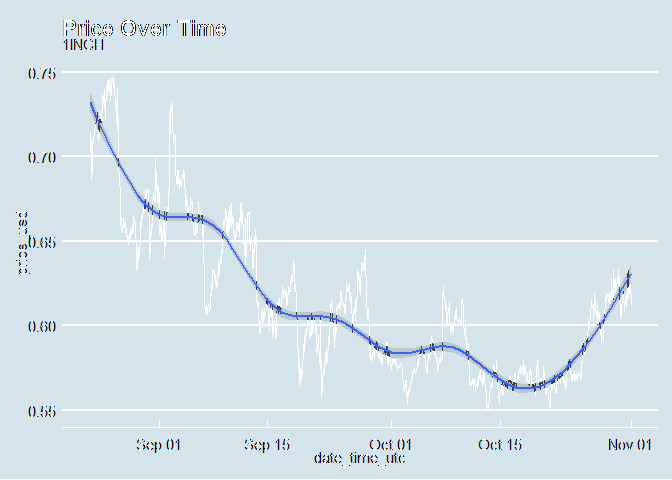 Price Over Time
1INCH
0.75
0.70
0.65
0.60
0.55
price_usd
Sep 01 Sep 15 Oct 01 Oct 15 Nov 01
date_time_utc